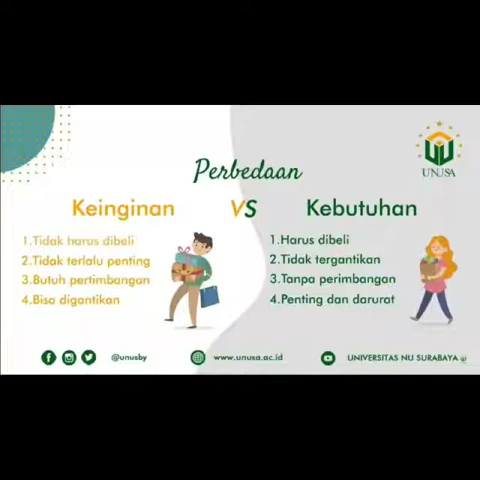 UNUSA
Perbedaan
Keinginan VS Kebutuhan
1.Tidak harus dibeli
2.Tidak terlalu penting
3.Butuh pertimbangan
4.Bisa digantikan
1.Harus dibeli
2.Tidak tergantikan
3.Tanpa perimbangan
4.Penting dan darurat
@unusby www.unusa.ac.id UNIVERSITAS NU SURABAYA